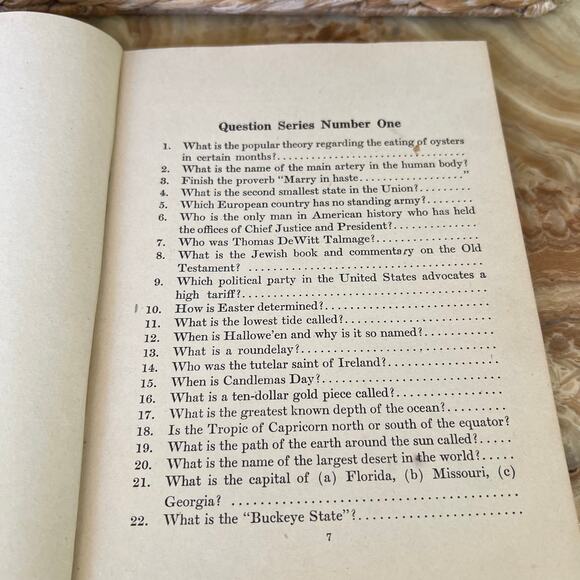 Question Series Number One
1. What is the popular theory regarding the eating of oysters
in certain months?..............................
2. What is the name of the main artery in the human body?
3. Finish the proverb "Marry in haste................."
4. What is the second smallest state in the Union?.........
5. Which European country has no standing army?........
6. Who is the only man in American history who has held
the offices of Chief Justice and President?.............
7. Who was Thomas DeWitt Talmage?................
8. What is the Jewish book and commentary on the Old
Testament? ....................................
9. Which political party in the United States advocates a
high tariff?.....................................
10. How is Easter determined?.......................
11. What is the lowest tide called?.....................
12. When is Hallowe'en and why is it so named?.........
13. What is a roundelay?............................
14. Who was the tutelar saint of Ireland?..............
15. When is Candlemas Day?.........................
16. What is a ten-dollar gold piece called?..............
17. What is the greatest known depth of the ocean?.........
18. Is the Tropic of Capricorn north or south of the equator?
19. What is the path of the earth around the sun called?.....
20. What is the name of the largest desert in the world?.....
21. What is the capital of (a) Florida, (b) Missouri, (c)
Georgia? ........................................
22. What is the "Buckeye State"?.......................
7